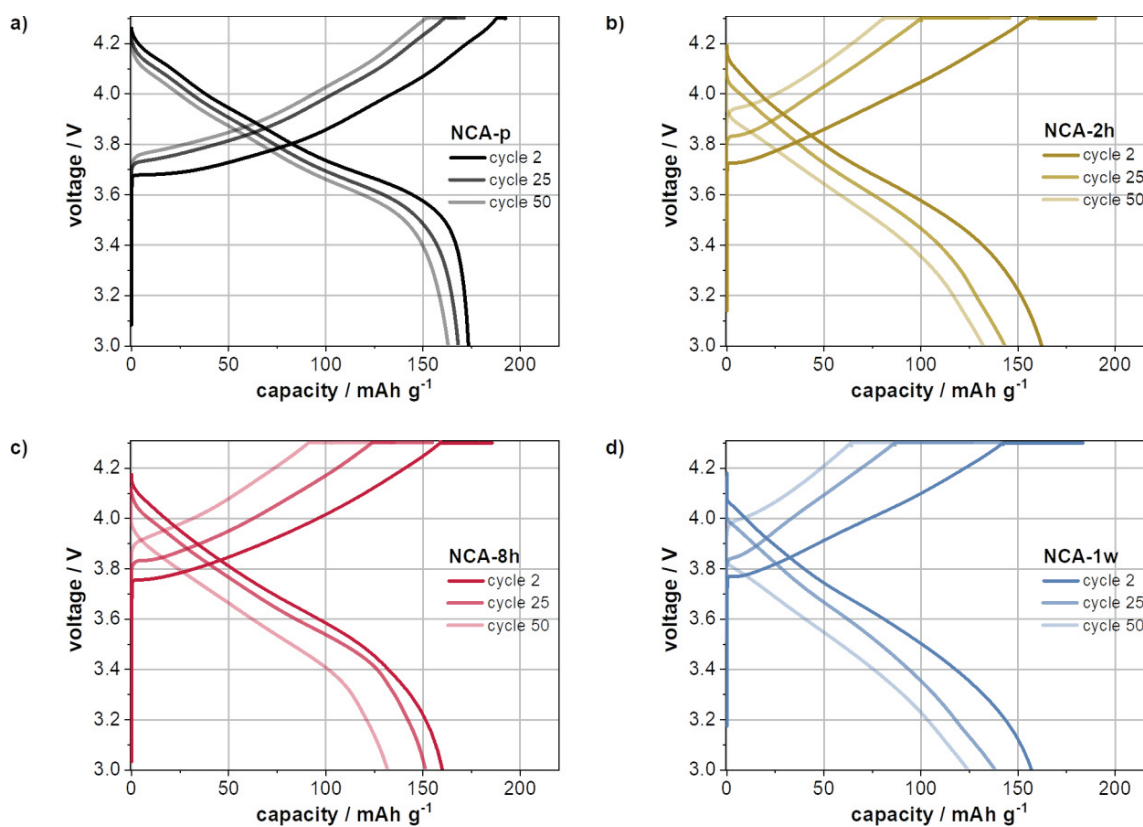 a)
4.2
4.0
3.8
3.6
3.4
3.2
3.0
voltage / V
NCA-p
cycle 2
cycle 25
cycle 50
0 50 100 150 200
capacity / mAh g⁻¹
b)
4.2
4.0
3.8
3.6
3.4
3.2
3.0
voltage / V
NCA-2h
cycle 2
cycle 25
cycle 50
0 50 100 150 200
capacity / mAh g⁻¹
c)
4.2
4.0
3.8
3.6
3.4
3.2
3.0
voltage / V
NCA-8h
cycle 2
cycle 25
cycle 50
0 50 100 150 200
capacity / mAh g⁻¹
d)
4.2
4.0
3.8
3.6
3.4
3.2
3.0
voltage / V
NCA-1w
cycle 2
cycle 25
cycle 50
0 50 100 150 200
capacity / mAh g⁻¹